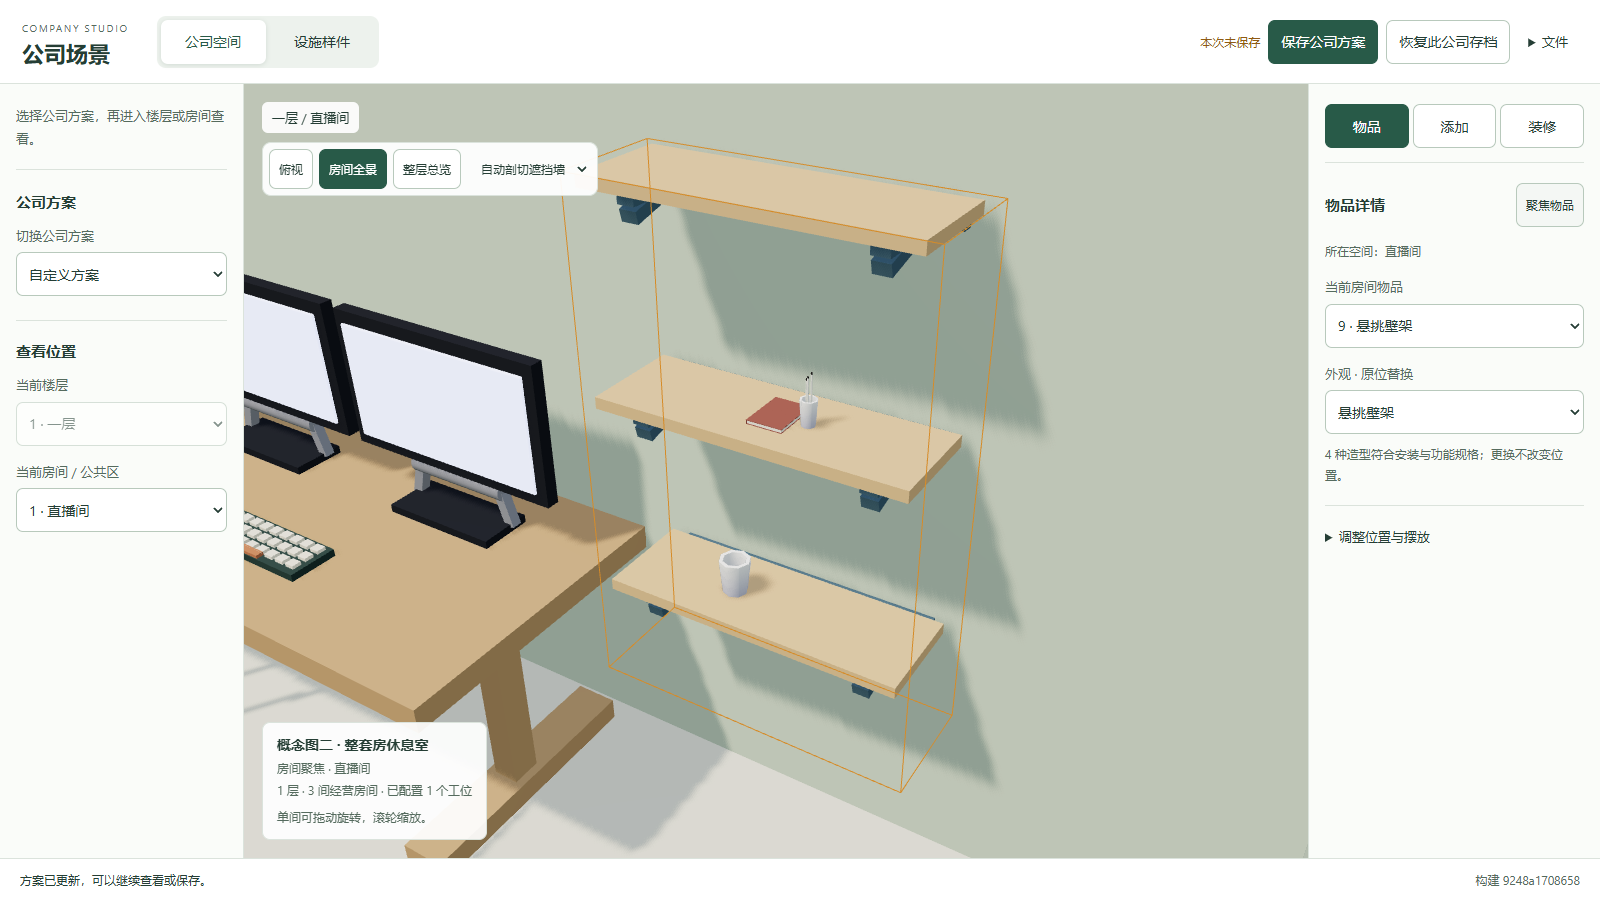 COMPANY STUDIO
公司场景
公司空间
设施样件
本次未保存
保存公司方案
恢复此公司存档
文件
选择公司方案，再进入楼层或房间查
看。
公司方案
切换公司方案
自定义方案
查看位置
当前楼层
1 · 一层
当前房间 / 公共区
1 · 直播间
一层 / 直播间
俯视
房间全景
整层总览
自动剖切遮挡墙
概念图二 · 整套房休息室
房间聚焦 · 直播间
1 层 · 3 间经营房间 · 已配置 1 个工位
单间可拖动旋转，滚轮缩放。
物品
添加
装修
物品详情
聚焦物品
所在空间：直播间
当前房间物品
9 · 悬挑壁架
外观 · 原位替换
悬挑壁架
4 种造型符合安装与功能规格；更换不改变位
置。
调整位置与摆放
方案已更新，可以继续查看或保存。
构建 9248a1708658